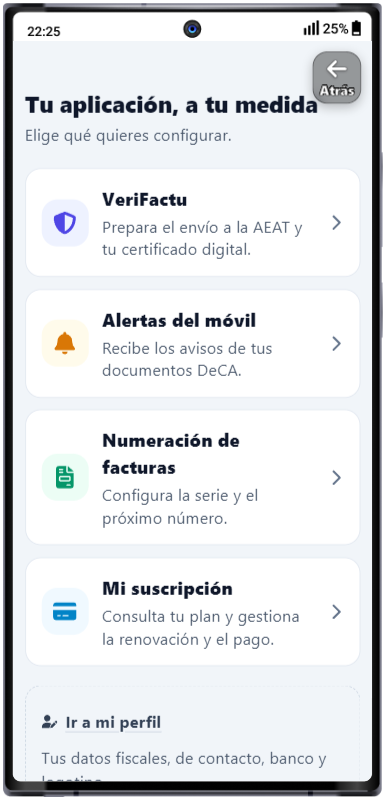 22:25
25%
Atrás
Tu aplicación, a tu medida
Elige qué quieres configurar.
VeriFactu
Prepara el envío a la AEAT y
tu certificado digital.
Alertas del móvil
Recibe los avisos de tus
documentos DeCA.
Numeración de
facturas
Configura la serie y el
próximo número.
Mi suscripción
Consulta tu plan y gestiona
la renovación y el pago.
Ir a mi perfil
Tus datos fiscales, de contacto, banco y